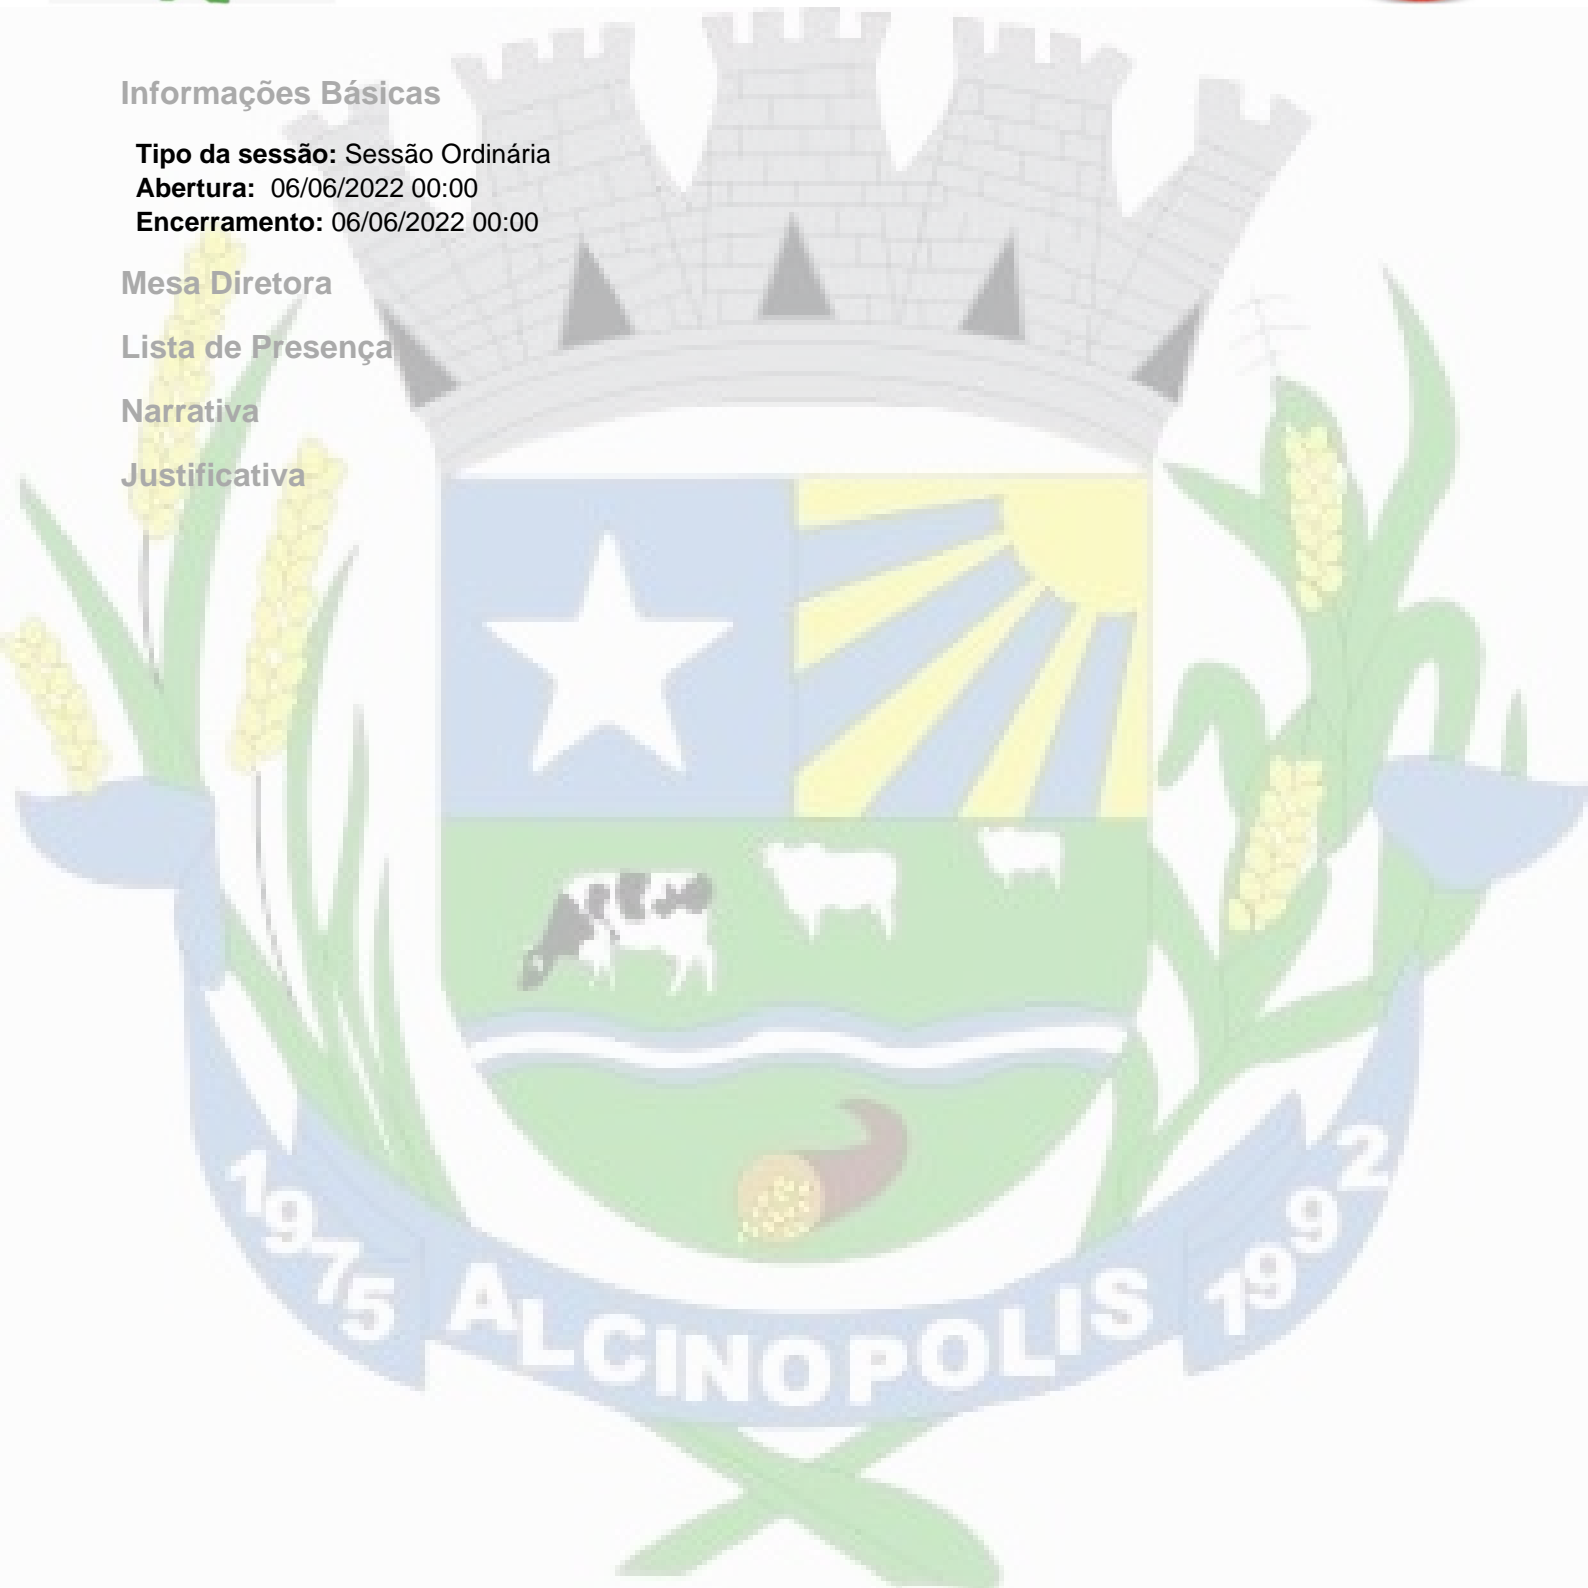 Informações Básicas
Tipo da sessão: Sessão Ordinária
Abertura: 06/06/2022 00:00
Encerramento: 06/06/2022 00:00
Mesa Diretora
Lista de Presença
Narrativa
Justificativa
1975 ALCINOPOLIS 1992